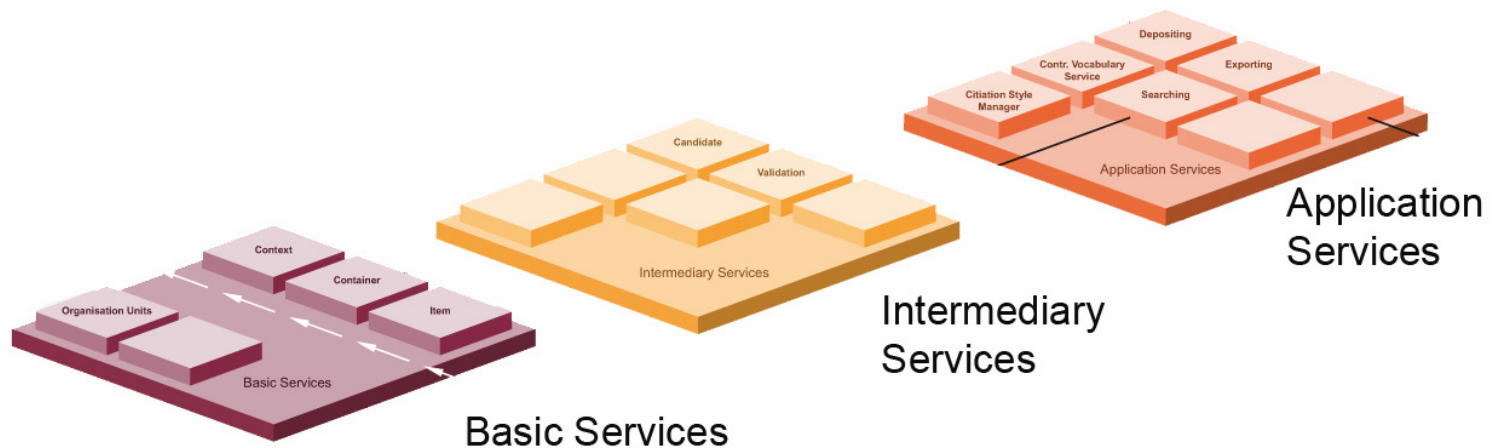 Context
Container
Item
Organisation Units
Basic Services
Basic Services
Candidate
Validation
Intermediary Services
Intermediary
Services
Depositing
Contr. Vocabulary
Service
Exporting
Citiation Style
Manager
Searching
Application Services
Application
Services